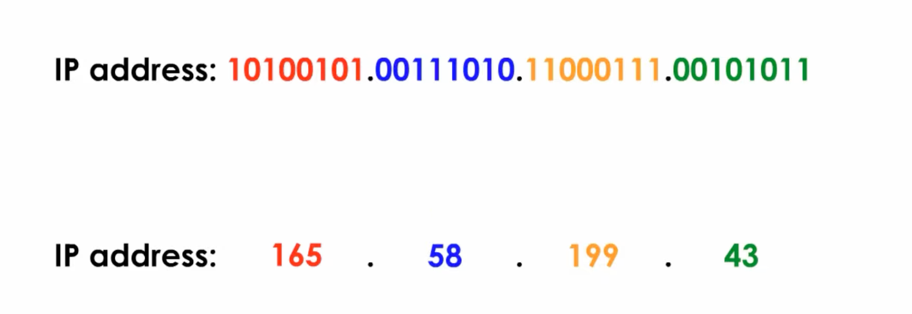 IP address: 10100101.00111010.11000111.00101011
IP address: 165 . 58 . 199 . 43